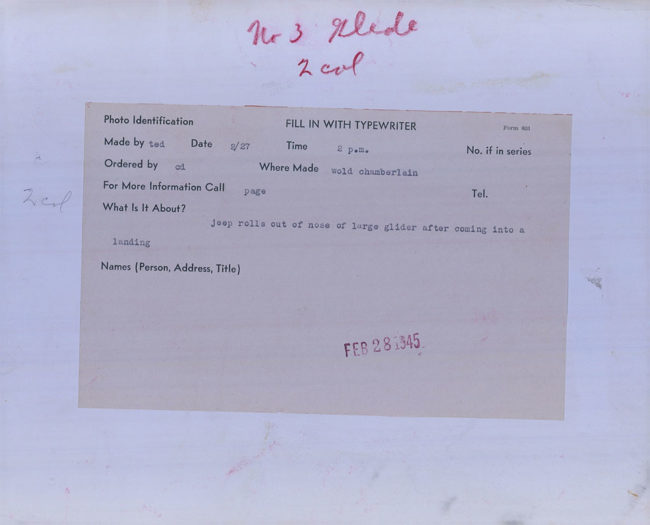 No 3 Glide
2 col
Photo Identification
FILL IN WITH TYPEWRITER
Form 621
Made by ted Date 2/27 Time 2 p.m. No. if in series
Ordered by cd Where Made wold chamberlain
For More Information Call page Tel.
2 col
What Is It About?
jeep rolls out of nose of large glider after coming into a
landing
Names (Person, Address, Title)
FEB 28 1945